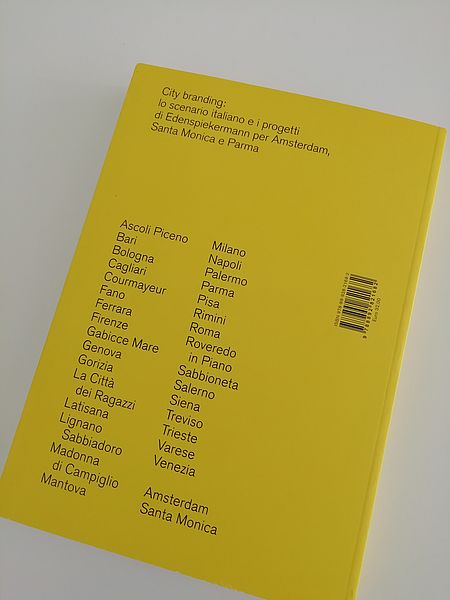 City branding:
lo scenario italiano e i progetti
di Edenspiekermann per Amsterdam,
Santa Monica e Parma
Ascoli Piceno
Bari
Bologna
Cagliari
Courmayeur
Fano
Ferrara
Firenze
Gabicce Mare
Genova
Gorizia
La Città
dei Ragazzi
Latisana
Lignano
Sabbiadoro
Madonna
di Campiglio
Mantova
Milano
Napoli
Palermo
Parma
Pisa
Rimini
Roma
Roveredo
in Piano
Sabbioneta
Salerno
Siena
Treviso
Trieste
Varese
Venezia
Amsterdam
Santa Monica